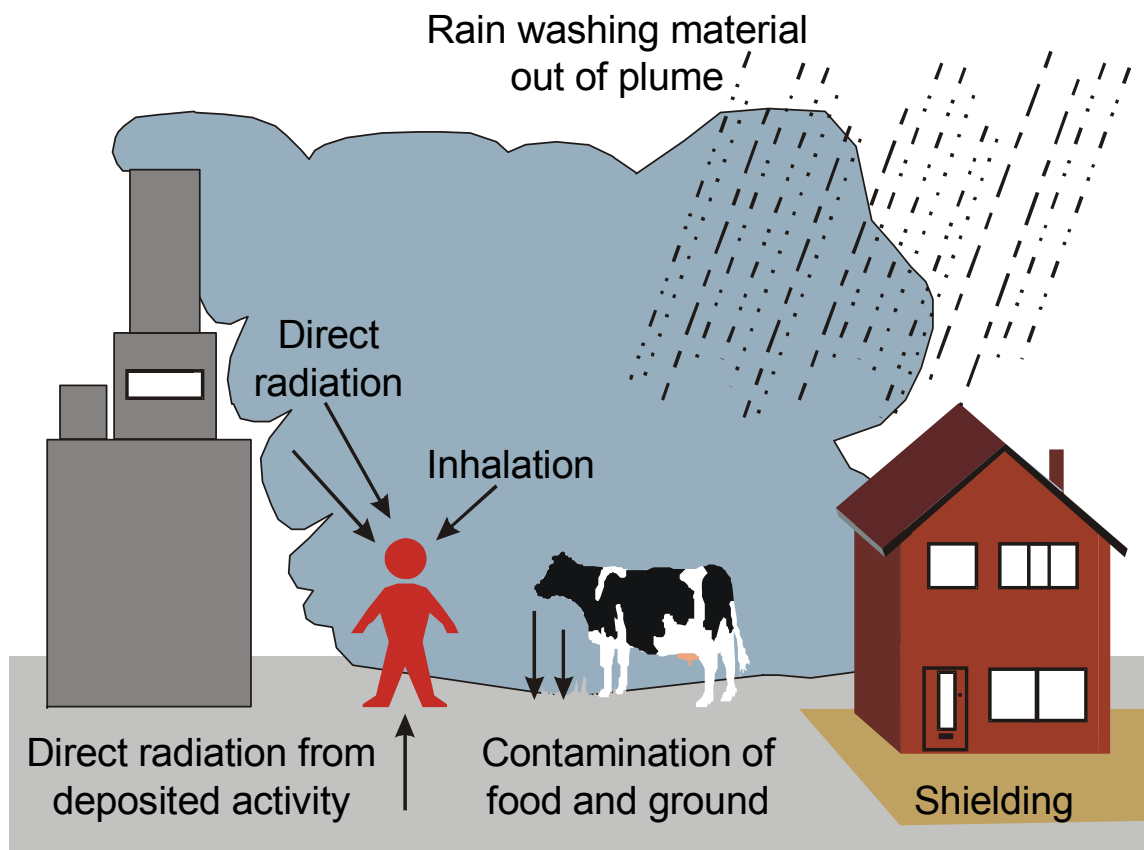 Rain washing material
out of plume
Direct
radiation
Inhalation
Direct radiation from
deposited activity
Contamination of
food and ground
Shielding